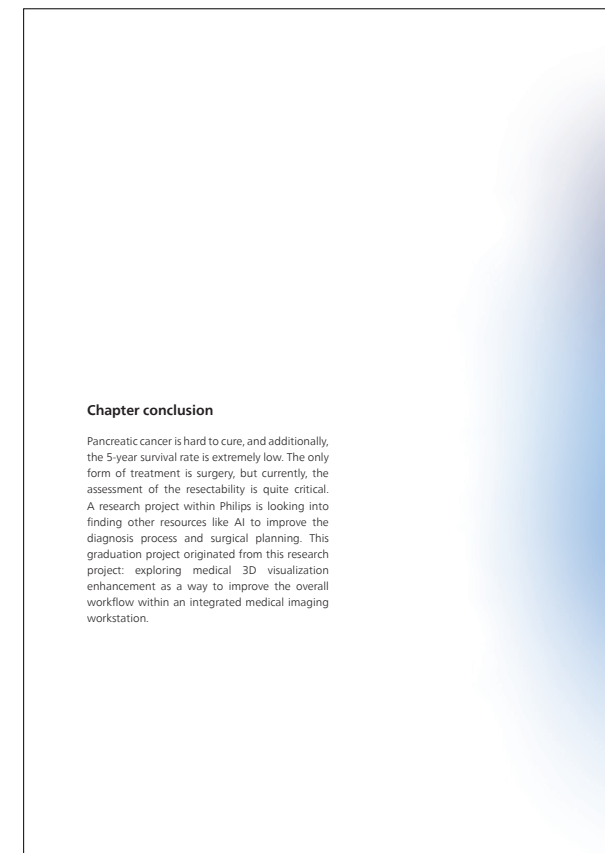 Chapter conclusion
Pancreatic cancer is hard to cure, and additionally,
the 5-year survival rate is extremely low. The only
form of treatment is surgery, but currently, the
assessment of the resectability is quite critical.
A research project within Philips is looking into
finding other resources like AI to improve the
diagnosis process and surgical planning. This
graduation project originated from this research
project: exploring medical 3D visualization
enhancement as a way to improve the overall
workflow within an integrated medical imaging
workstation.